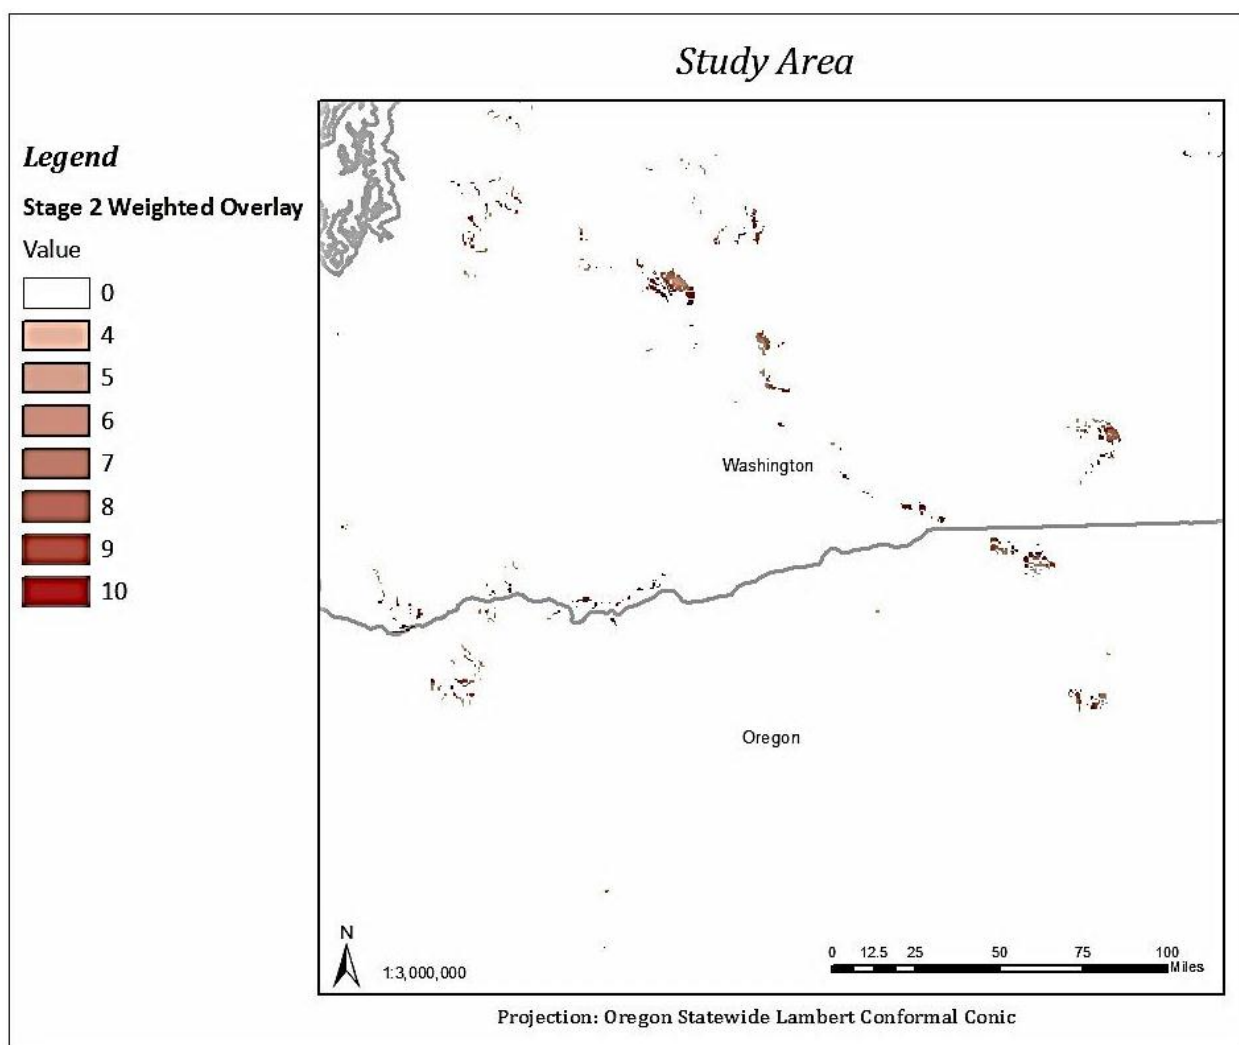 Study Area
Legend
Stage 2 Weighted Overlay
Value
0
4
5
6
7
8
9
10
Washington
Oregon
N
1:3,000,000
0 12.5 25 50 75 100
Miles
Projection: Oregon Statewide Lambert Conformal Conic